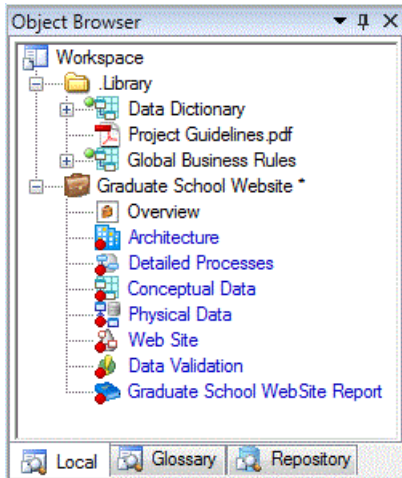 Object Browser
Workspace
.Library
Data Dictionary
Project Guidelines.pdf
Global Business Rules
Graduate School Website *
Overview
Architecture
Detailed Processes
Conceptual Data
Physical Data
Web Site
Data Validation
Graduate School WebSite Report
Local Glossary Repository